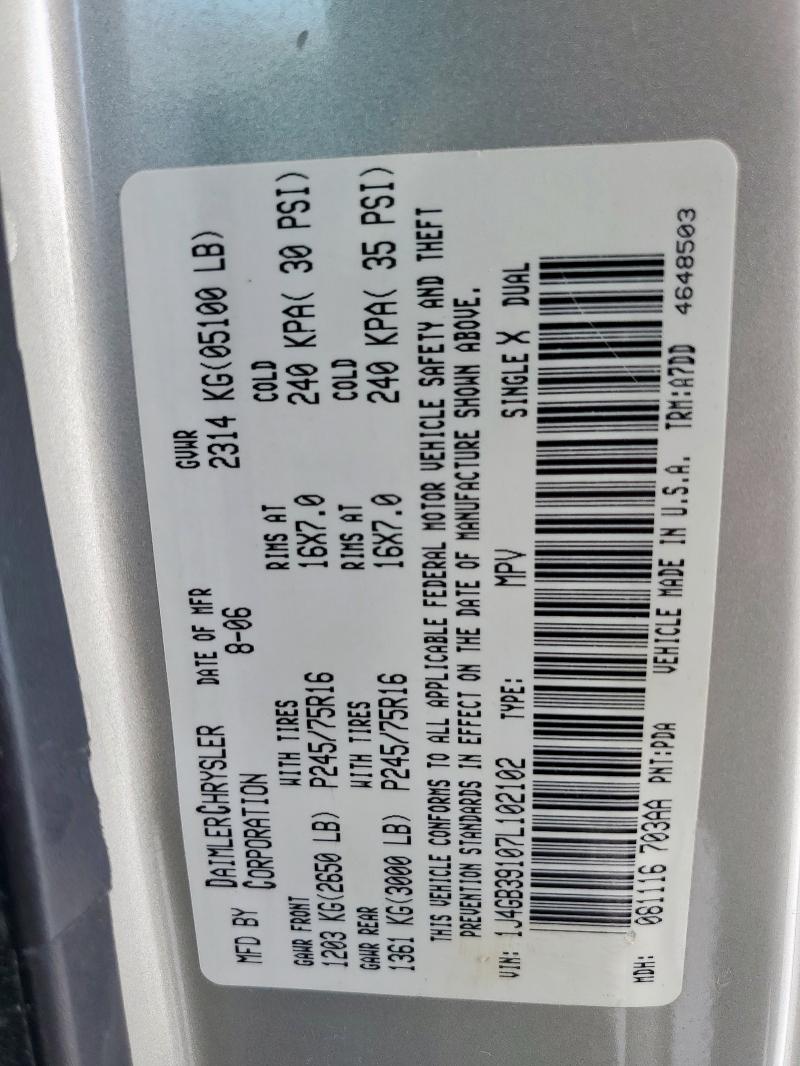 MFD BY DAIMLERCHRYSLER CORPORATION DATE OF MFR 8-06 GVWR 2314 KG(05100 LB)
GAWR FRONT WITH TIRES RIMS AT COLD
1203 KG(2650 LB) P245/75R16 16X7.0 240 KPA( 30 PSI)
GAWR REAR WITH TIRES RIMS AT COLD
1361 KG(3000 LB) P245/75R16 16X7.0 240 KPA( 35 PSI)
THIS VEHICLE CONFORMS TO ALL APPLICABLE FEDERAL MOTOR VEHICLE SAFETY AND THEFT
PREVENTION STANDARDS IN EFFECT ON THE DATE OF MANUFACTURE SHOWN ABOVE.
VIN: 1J4GB39107L102102 TYPE: MPV SINGLE X DUAL
MDH: 081116 703AA PNT:PDA VEHICLE MADE IN U.S.A. TRM:A7DD 4648503